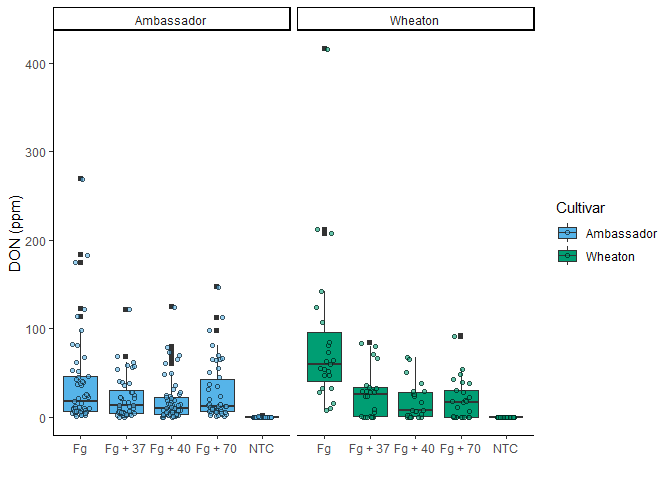 Ambassador Wheaton
400
300
200
100
0
DON (ppm)
Fg Fg + 37 Fg + 40 Fg + 70 NTC Fg Fg + 37 Fg + 40 Fg + 70 NTC
Cultivar
Ambassador
Wheaton